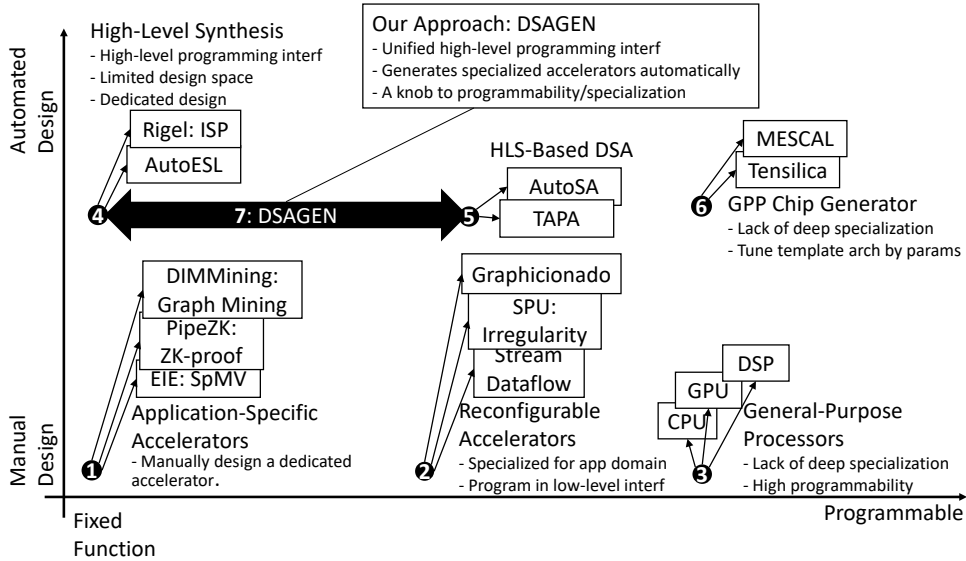 Automated
Design
High-Level Synthesis
- High-level programming interf
- Limited design space
- Dedicated design
Rigel: ISP
AutoESL
Our Approach: DSAGEN
- Unified high-level programming interf
- Generates specialized accelerators automatically
- A knob to programmability/specialization
4
7: DSAGEN
5
HLS-Based DSA
AutoSA
TAPA
MESCAL
Tensilica
6
GPP Chip Generator
- Lack of deep specialization
- Tune template arch by params
Manual
Design
DIMMining:
Graph Mining
PipeZK:
ZK-proof
EIE: SpMV
Application-Specific
Accelerators
- Manually design a dedicated
accelerator.
1
Graphicionado
SPU:
Irregularity
Stream
Dataflow
Reconfigurable
Accelerators
- Specialized for app domain
- Program in low-level interf
2
DSP
GPU
CPU
General-Purpose
Processors
- Lack of deep specialization
- High programmability
3
Fixed
Function
Programmable